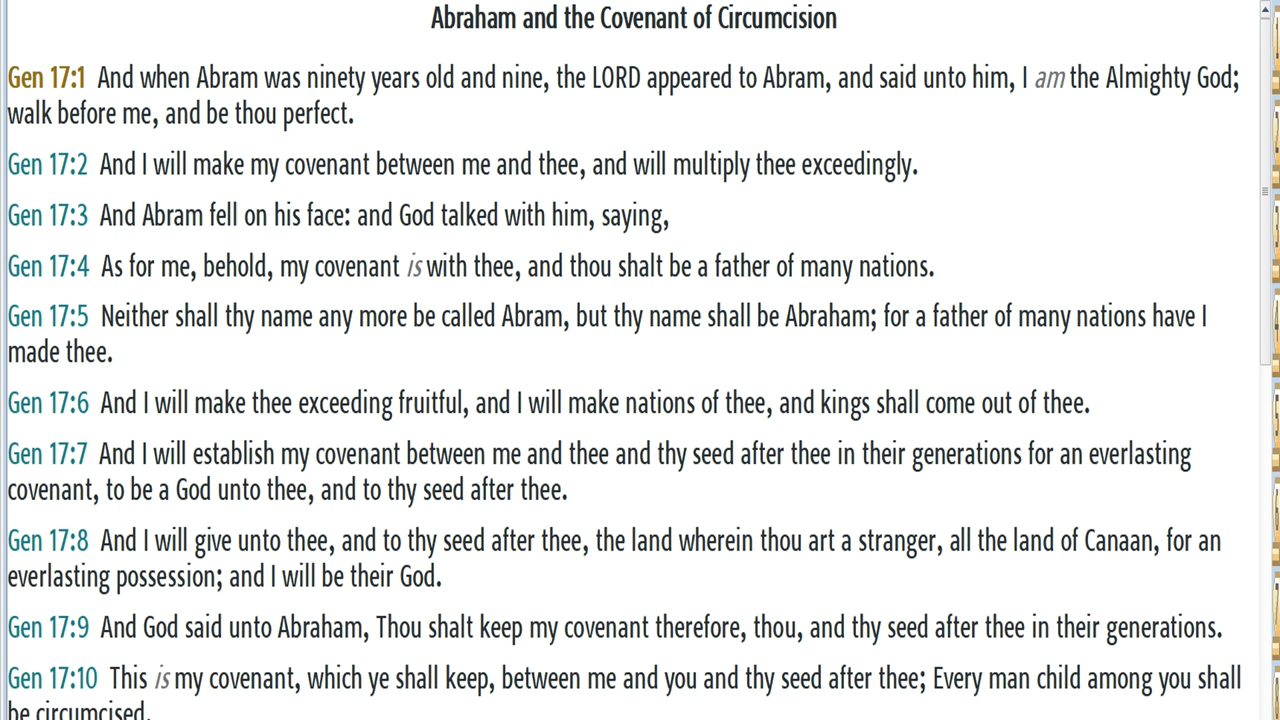 Abraham and the Covenant of Circumcision
Gen 17:1 And when Abram was ninety years old and nine, the LORD appeared to Abram, and said unto him, I am the Almighty God;
walk before me, and be thou perfect.
Gen 17:2 And I will make my covenant between me and thee, and will multiply thee exceedingly.
Gen 17:3 And Abram fell on his face: and God talked with him, saying,
Gen 17:4 As for me, behold, my covenant is with thee, and thou shalt be a father of many nations.
Gen 17:5 Neither shall thy name any more be called Abram, but thy name shall be Abraham; for a father of many nations have I
made thee.
Gen 17:6 And I will make thee exceeding fruitful, and I will make nations of thee, and kings shall come out of thee.
Gen 17:7 And I will establish my covenant between me and thee and thy seed after thee in their generations for an everlasting
covenant, to be a God unto thee, and to thy seed after thee.
Gen 17:8 And I will give unto thee, and to thy seed after thee, the land wherein thou art a stranger, all the land of Canaan, for an
everlasting possession; and I will be their God.
Gen 17:9 And God said unto Abraham, Thou shalt keep my covenant therefore, thou, and thy seed after thee in their generations.
Gen 17:10 This is my covenant, which ye shall keep, between me and you and thy seed after thee; Every man child among you shall
be circumcised.